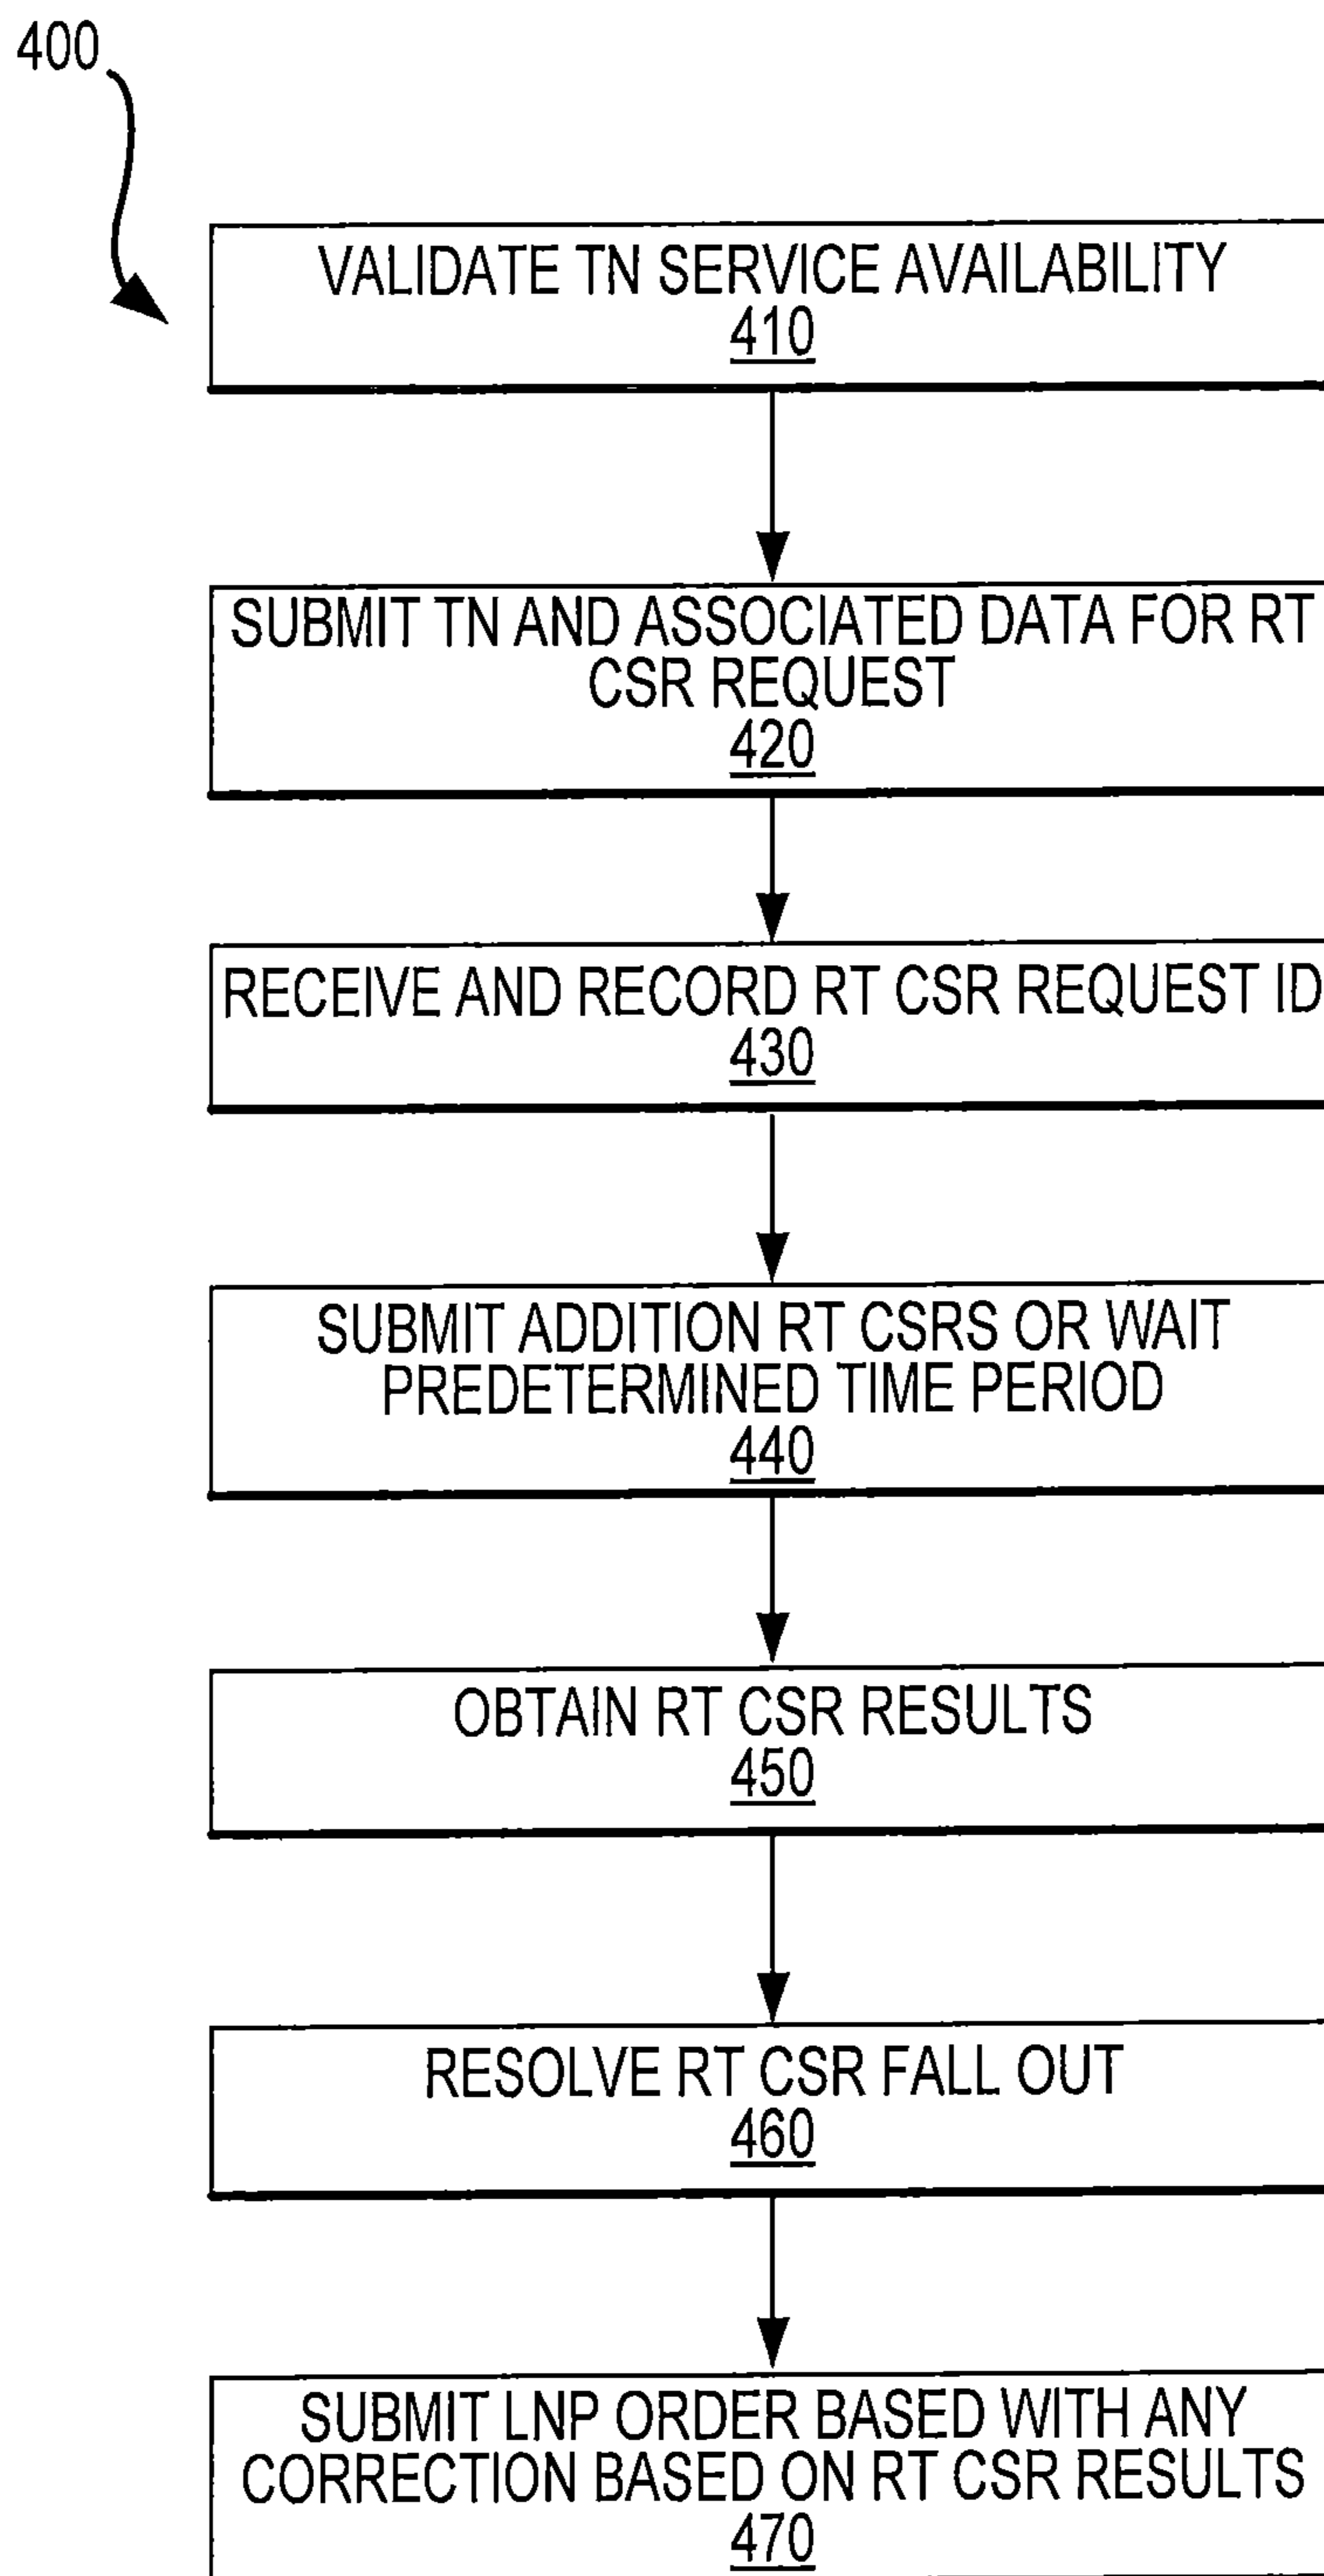 400
VALIDATE TN SERVICE AVAILABILITY
410
SUBMIT TN AND ASSOCIATED DATA FOR RT
CSR REQUEST
420
RECEIVE AND RECORD RT CSR REQUEST ID
430
SUBMIT ADDITION RT CSRS OR WAIT
PREDETERMINED TIME PERIOD
440
OBTAIN RT CSR RESULTS
450
RESOLVE RT CSR FALL OUT
460
SUBMIT LNP ORDER BASED WITH ANY
CORRECTION BASED ON RT CSR RESULTS
470